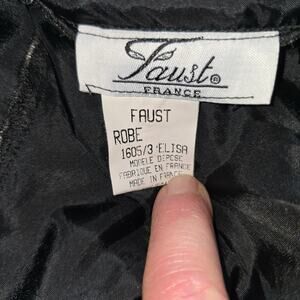 Faust®
FRANCE
FAUST
ROBE
1605/3 ELISA
MODELE DEPOSE
FABRIQUE EN FRANCE
MADE IN FRANCE